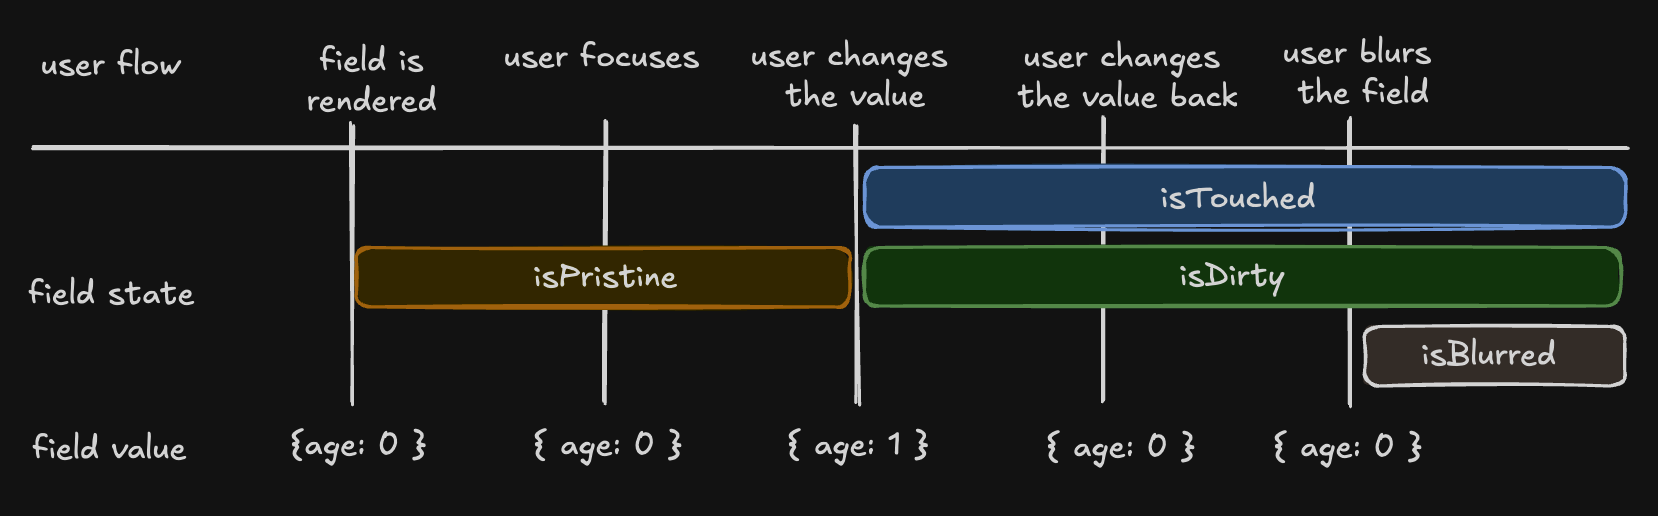 user flow
field is
rendered
user focuses
user changes
the value
user changes
the value back
user blurs
the field
isTouched
field state
isPristine
isDirty
isBlurred
field value
{age: 0 }
{ age: 0 }
{ age: 1 }
{ age: 0 }
{ age: 0 }